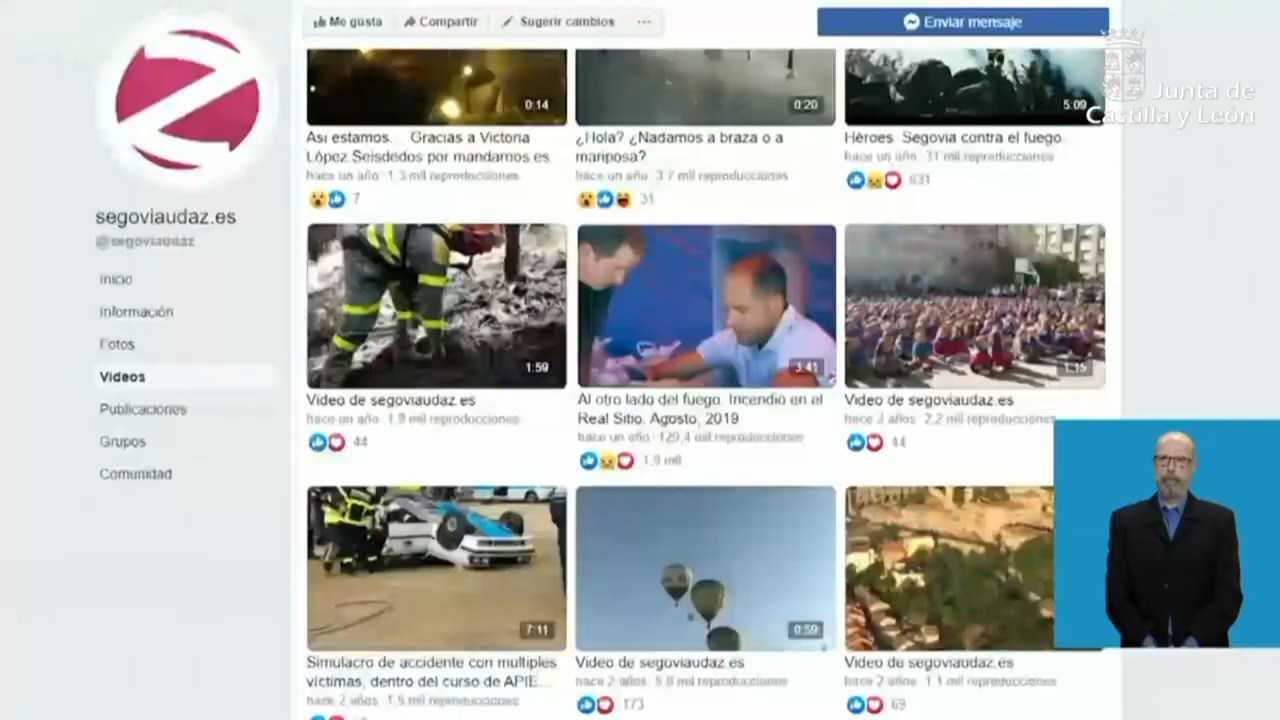 Me gusta
Compartir
Sugerir cambios
...
Enviar mensaje
Junta de
Castilla y León
segoviaudaz.es
@segoviaudaz
Inicio
Información
Fotos
Videos
Publicaciones
Grupos
Comunidad
0:14
Asi estamos. Gracias a Victoria
López Seisdedos por mandarnos es
hace un año 1.3 mil reproducciones
7
0:20
¿Hola? ¿Nadamos a braza o a
mariposa?
hace un año 3.7 mil reproducciones
31
5:09
Héroes. Segovia contra el fuego.
hace un año 31 mil reproducciones
631
1:59
Video de segoviaudaz.es
hace un año 1.9 mil reproducciones
44
3:41
Al otro lado del fuego. Incendio en el
Real Sitio. Agosto, 2019
hace un año 129,4 mil reproducciones
1,9 mil
1:15
Video de segoviaudaz.es
hace 2 años 2.2 mil reproducciones
44
7:11
Simulacro de accidente con multiples
víctimas, dentro del curso de APIE...
hace 2 años 1.5 mil reproducciones
0:59
Video de segoviaudaz.es
hace 2 años 5.8 mil reproducciones
173
Video de segoviaudaz.es
hace 2 años 1.1 mil reproducciones
69